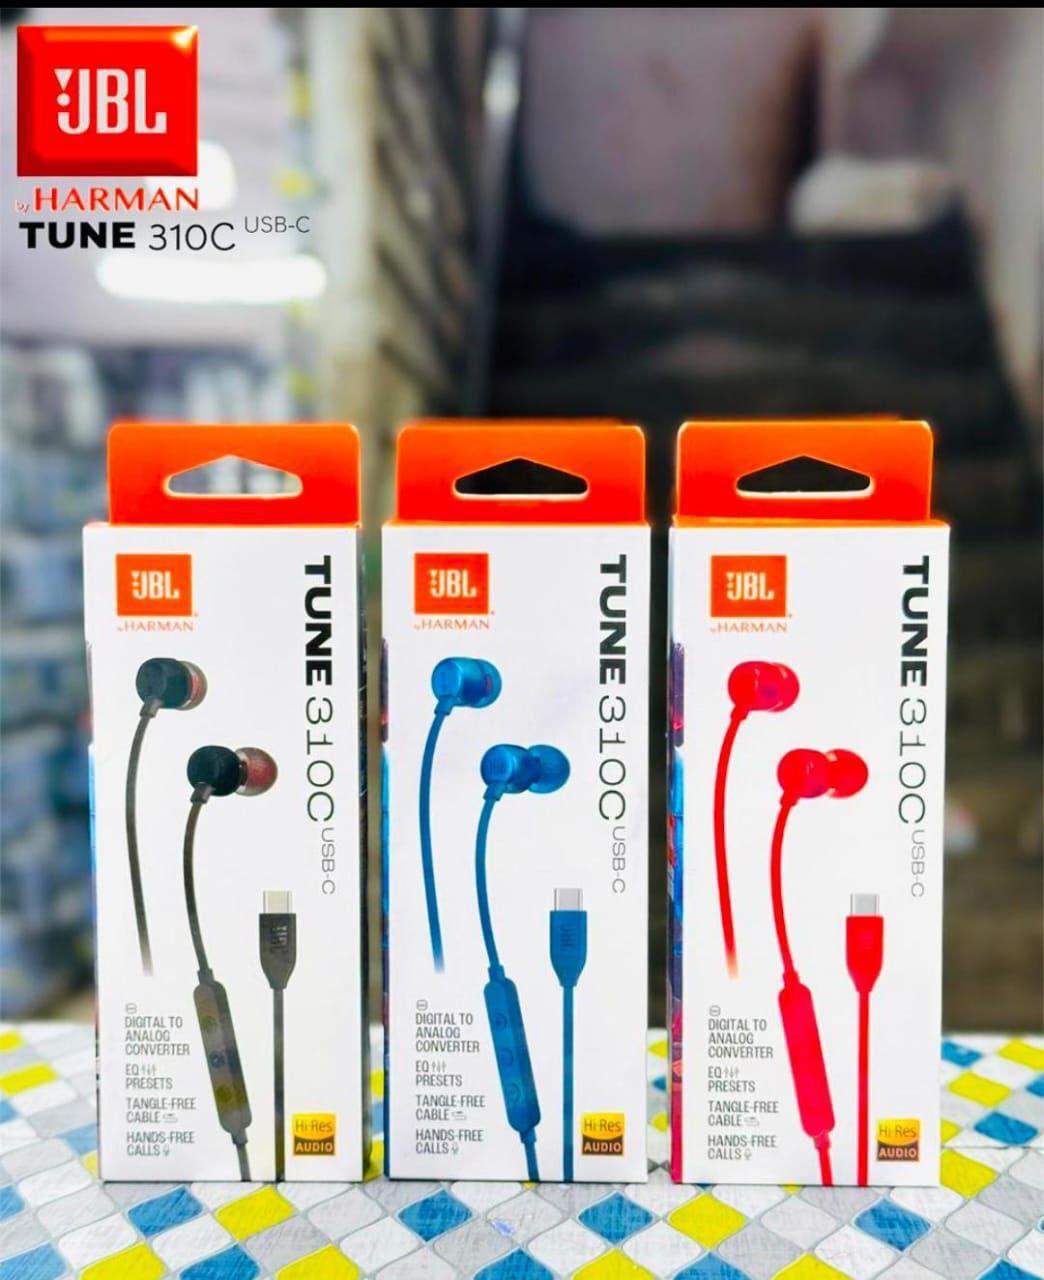 JBL
by HARMAN
TUNE 310C USB-C
JBL
by HARMAN
TUNE 310C USB-C
JBL
DIGITAL TO
ANALOG
CONVERTER
EQ
PRESETS
TANGLE-FREE
CABLE
HANDS-FREE
CALLS
Hi-Res
AUDIO
JBL
by HARMAN
TUNE 310C USB-C
JBL
DIGITAL TO
ANALOG
CONVERTER
EQ
PRESETS
TANGLE-FREE
CABLE
HANDS-FREE
CALLS
Hi-Res
AUDIO
JBL
by HARMAN
TUNE 310C USB-C
DIGITAL TO
ANALOG
CONVERTER
EQ
PRESETS
TANGLE-FREE
CABLE
HANDS-FREE
CALLS
Hi-Res
AUDIO